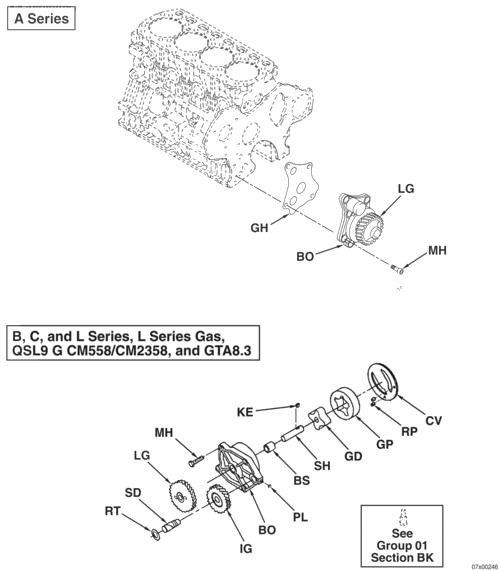 A Series
LG
GH
BO
MH
B, C, and L Series, L Series Gas,
QSL9 G CM558/CM2358, and GTA8.3
KE
CV
RP
MH
GP
GD
LG
SH
BS
SD
PL
RT
BO
IG
See
Group 01
Section BK
07x00246